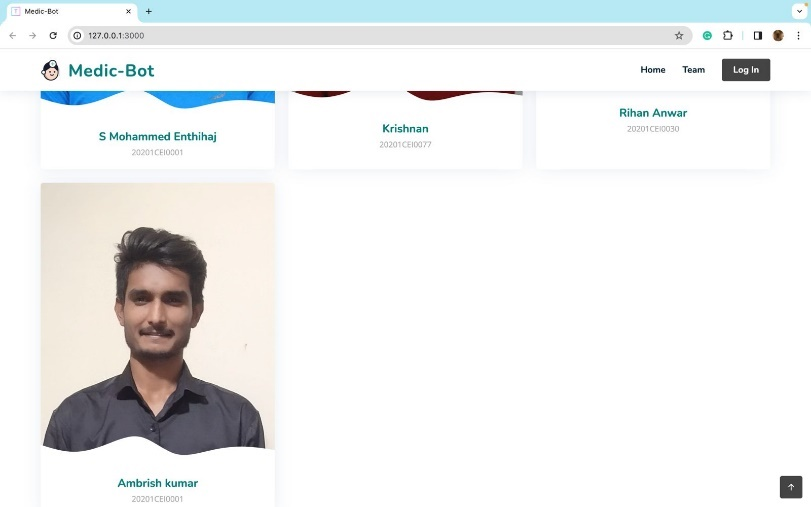 Medic-Bot
127.0.0.1:3000
Medic-Bot
Home
Team
Log In
S Mohammed Enthihaj
20201CEI0001
Krishnan
20201CEI0077
Rihan Anwar
20201CEI0030
Ambrish kumar
20201CEI0001